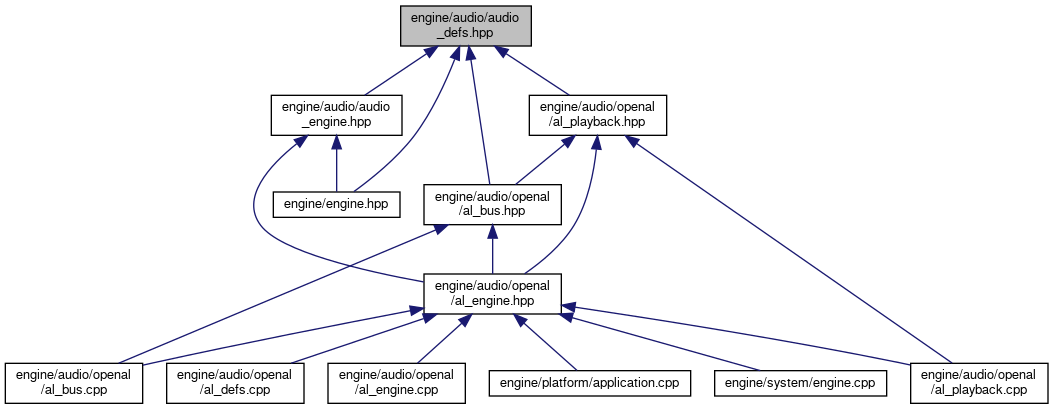 engine/audio/audio
_defs.hpp
engine/audio/audio
_engine.hpp
engine/audio/openal
/al_playback.hpp
engine/engine.hpp
engine/audio/openal
/al_bus.hpp
engine/audio/openal
/al_engine.hpp
engine/audio/openal
/al_bus.cpp
engine/audio/openal
/al_defs.cpp
engine/audio/openal
/al_engine.cpp
engine/platform/application.cpp
engine/system/engine.cpp
engine/audio/openal
/al_playback.cpp